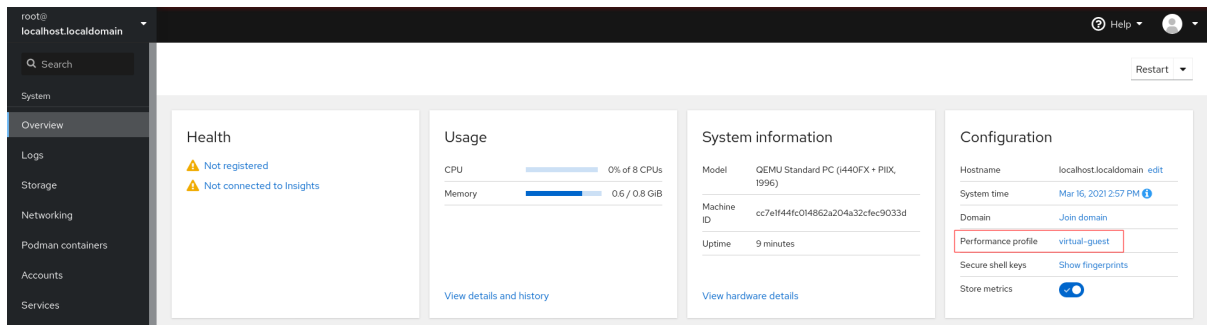 root@
localhost.localdomain
Help
Search
Restart
System
Overview
Logs
Storage
Networking
Podman containers
Accounts
Services
Health
Not registered
Not connected to Insights
Usage
CPU 0% of 8 CPUs
Memory 0.6 / 0.8 GiB
View details and history
System information
Model QEMU Standard PC (i440FX + PIIX,
1996)
Machine
ID cc7e1f44fc014862a204a32cfec9033d
Uptime 9 minutes
View hardware details
Configuration
Hostname localhost.localdomain edit
System time Mar 16, 2021 2:57 PM
Domain Join domain
Performance profile virtual-guest
Secure shell keys Show fingerprints
Store metrics